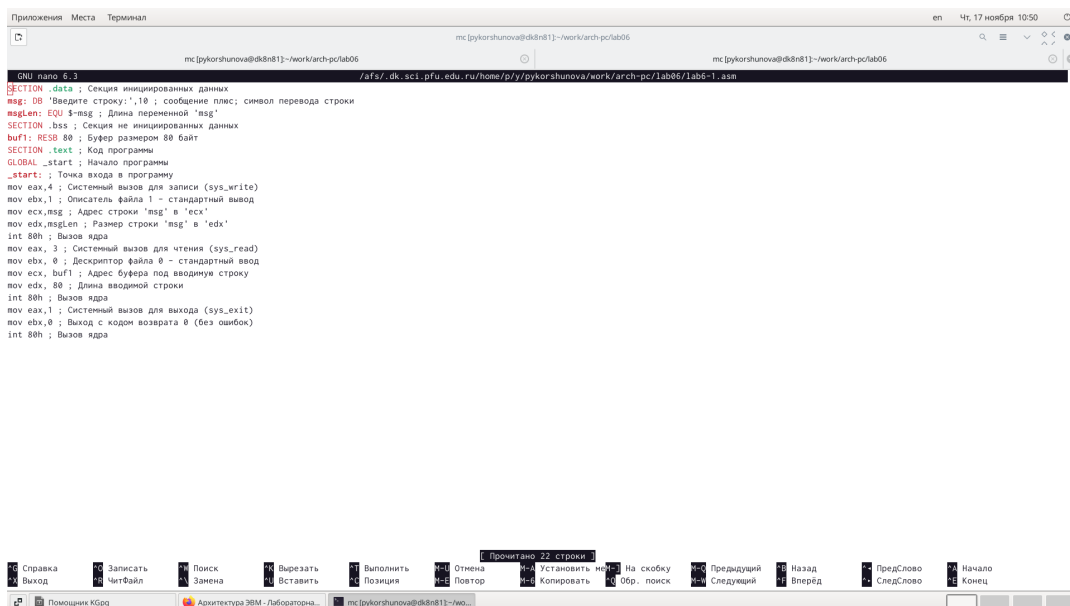 Приложения Места Терминал en Чт, 17 ноября 10:50
mc [pykorshunova@dk8n81]:~/work/arch-pc/lab06
mc [pykorshunova@dk8n81]:~/work/arch-pc/lab06 mc [pykorshunova@dk8n81]:~/work/arch-pc/lab06
GNU nano 6.3 /afs/.dk.sci.pfu.edu.ru/home/p/y/pykorshunova/work/arch-pc/lab06/lab6-1.asm
SECTION .data ; Секция инициированных данных
msg: DB 'Введите строку:',10 ; сообщение плюс; символ перевода строки
msgLen: EQU $-msg ; Длина переменной 'msg'
SECTION .bss ; Секция не инициированных данных
buf1: RESB 80 ; Буфер размером 80 байт
SECTION .text ; Код программы
GLOBAL _start ; Начало программы
_start: ; Точка входа в программу
mov eax,4 ; Системный вызов для записи (sys_write)
mov ebx,1 ; Описатель файла 1 - стандартный вывод
mov ecx,msg ; Адрес строки 'msg' в 'ecx'
mov edx,msgLen ; Размер строки 'msg' в 'edx'
int 80h ; Вызов ядра
mov eax, 3 ; Системный вызов для чтения (sys_read)
mov ebx, 0 ; Дескриптор файла 0 - стандартный ввод
mov ecx, buf1 ; Адрес буфера под вводимую строку
mov edx, 80 ; Длина вводимой строки
int 80h ; Вызов ядра
mov eax,1 ; Системный вызов для выхода (sys_exit)
mov ebx,0 ; Выход с кодом возврата 0 (без ошибок)
int 80h ; Вызов ядра
[ Прочитано 22 строки ]
^G Справка ^O Записать ^W Поиск ^K Вырезать ^T Выполнить M-U Отмена M-A Установить ме M-] На скобку M-Q Предыдущий ^B Назад ^◂ ПредСлово ^A Начало
^X Выход ^R ЧитФайл ^\ Замена ^U Вставить ^C Позиция M-E Повтор M-6 Копировать ^Q Обр. поиск M-W Следующий ^F Вперёд ^▸ СледСлово ^E Конец
Помощник KGpg Архитектура ЭВМ - Лабораторна... mc [pykorshunova@dk8n81]:~/wo...